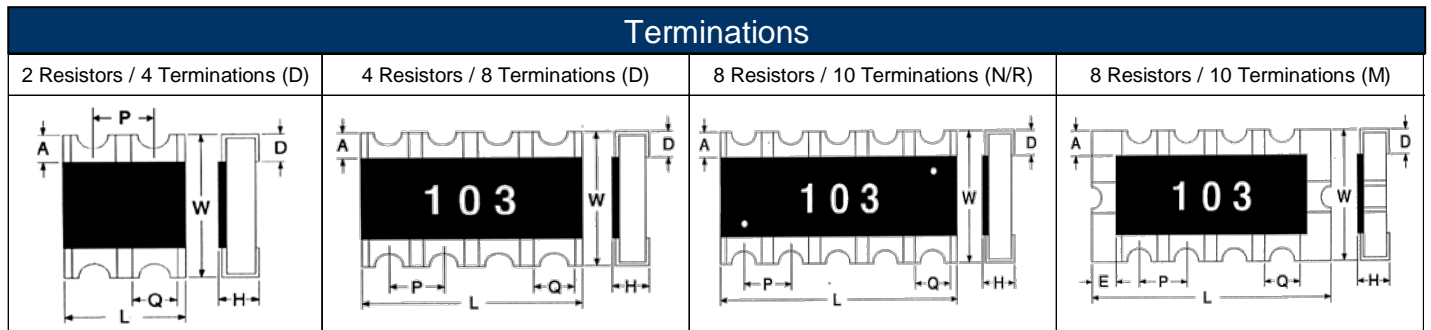 Terminations
2 Resistors / 4 Terminations (D)
4 Resistors / 8 Terminations (D)
8 Resistors / 10 Terminations (N/R)
8 Resistors / 10 Terminations (M)
P
A
D
W
Q
H
L
A
D
103
W
P
Q
H
L
A
D
103
W
P
Q
H
L
A
D
103
W
E
P
Q
H
L